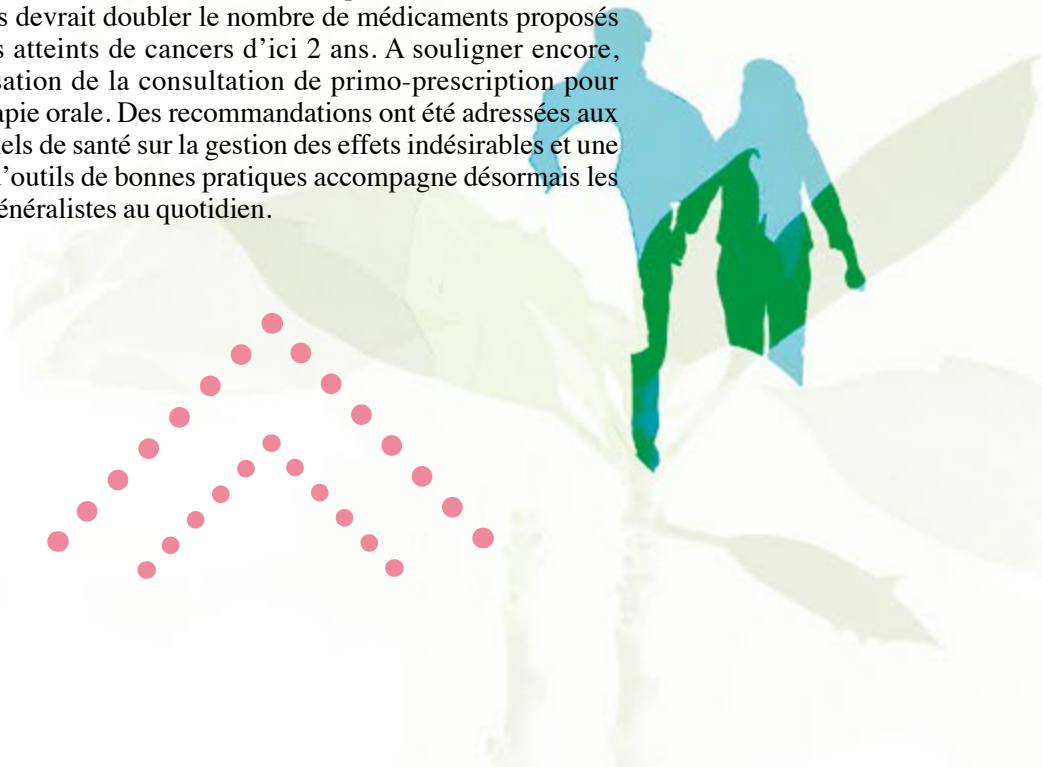 s devrait doubler le nombre de médicaments proposés
s atteints de cancers d’ici 2 ans. A souligner encore,
sation de la consultation de primo-prescription pour
apie orale. Des recommandations ont été adressées aux
nels de santé sur la gestion des effets indésirables et une
l’outils de bonnes pratiques accompagne désormais les
énéralistes au quotidien.